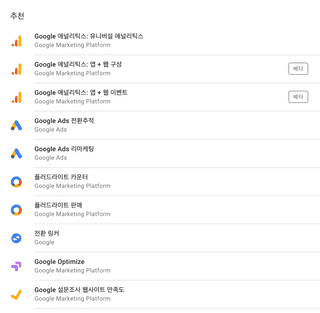 추천
Google 애널리틱스: 유니버설 애널리틱스
Google Marketing Platform
Google 애널리틱스: 앱 + 웹 구성
Google Marketing Platform
베타
Google 애널리틱스: 앱 + 웹 이벤트
Google Marketing Platform
베타
Google Ads 전환추적
Google Ads
Google Ads 리마케팅
Google Ads
플러드라이트 카운터
Google Marketing Platform
플러드라이트 판매
Google Marketing Platform
전환 링커
Google
Google Optimize
Google Marketing Platform
Google 설문조사 웹사이트 만족도
Google Marketing Platform